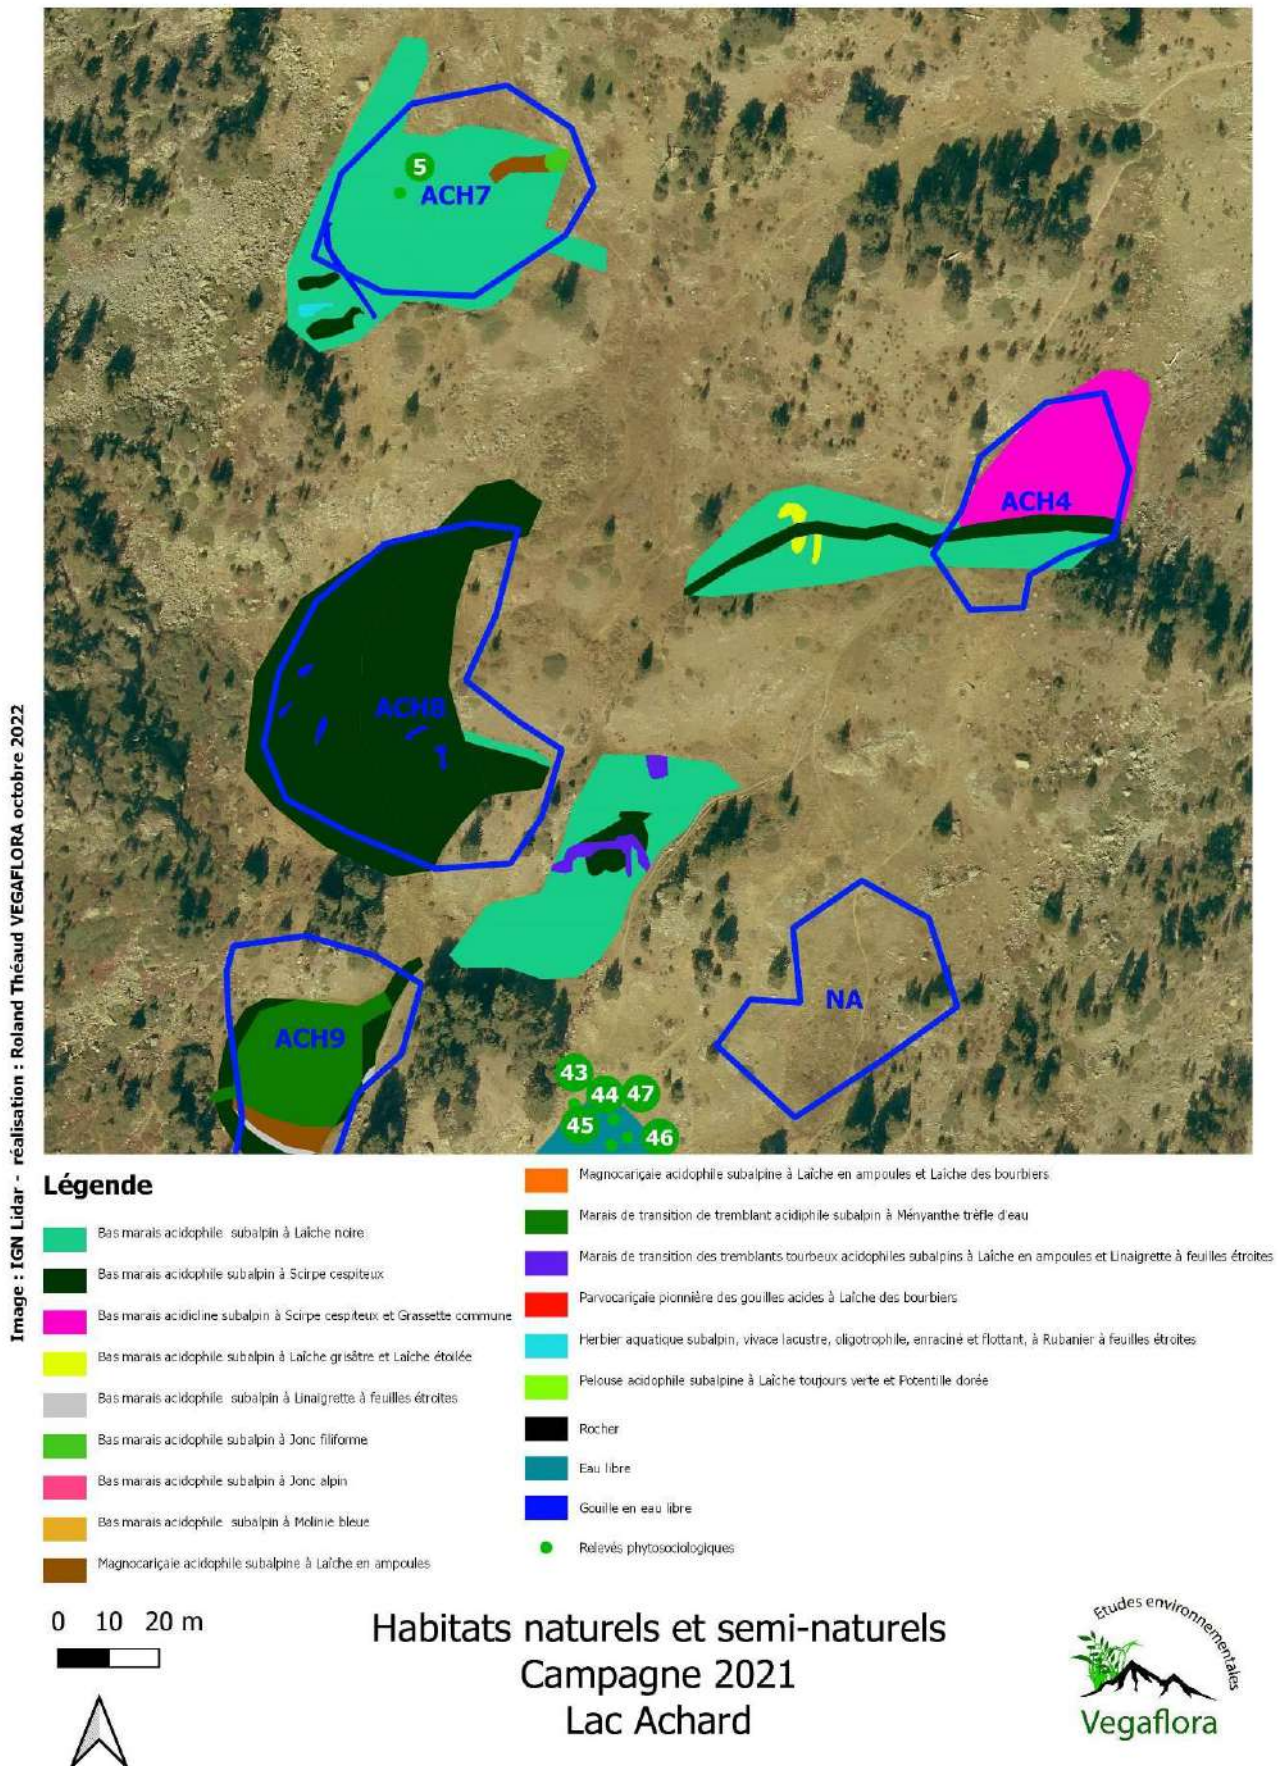 5
ACH7
ACH4
ACH8
ACH9
NA
43
44
47
45
46
Image : IGN Lidar - réalisation : Roland Théaud VEGAFLORA octobre 2022
Légende
Bas marais acidophile subalpin à Laîche noire
Bas marais acidophile subalpin à Scirpe cespiteux
Bas marais acidicline subalpin à Scirpe cespiteux et Grassette commune
Bas marais acidophile subalpin à Laîche grisâtre et Laîche étoilée
Bas marais acidophile subalpin à Linaigrette à feuilles étroites
Bas marais acidophile subalpin à Jonc filiforme
Bas marais acidophile subalpin à Jonc alpin
Bas marais acidophile subalpin à Molinie bleue
Magnocariçaie acidophile subalpine à Laîche en ampoules
Magnocariçaie acidophile subalpine à Laîche en ampoules et Laîche des bourbiers
Marais de transition de tremblant acidiphile subalpin à Ményanthe trèfle d'eau
Marais de transition des tremblants tourbeux acidophiles subalpins à Laîche en ampoules et Linaigrette à feuilles étroites
Parvocariçaie pionnière des gouilles acides à Laîche des bourbiers
Herbier aquatique subalpin, vivace lacustre, oligotrophile, enraciné et flottant, à Rubanier à feuilles étroites
Pelouse acidophile subalpine à Laîche toujours verte et Potentille dorée
Rocher
Eau libre
Gouille en eau libre
Relevés phytosociologiques
0 10 20 m
Habitats naturels et semi-naturels
Campagne 2021
Lac Achard
Etudes environnementales
Vegaflora